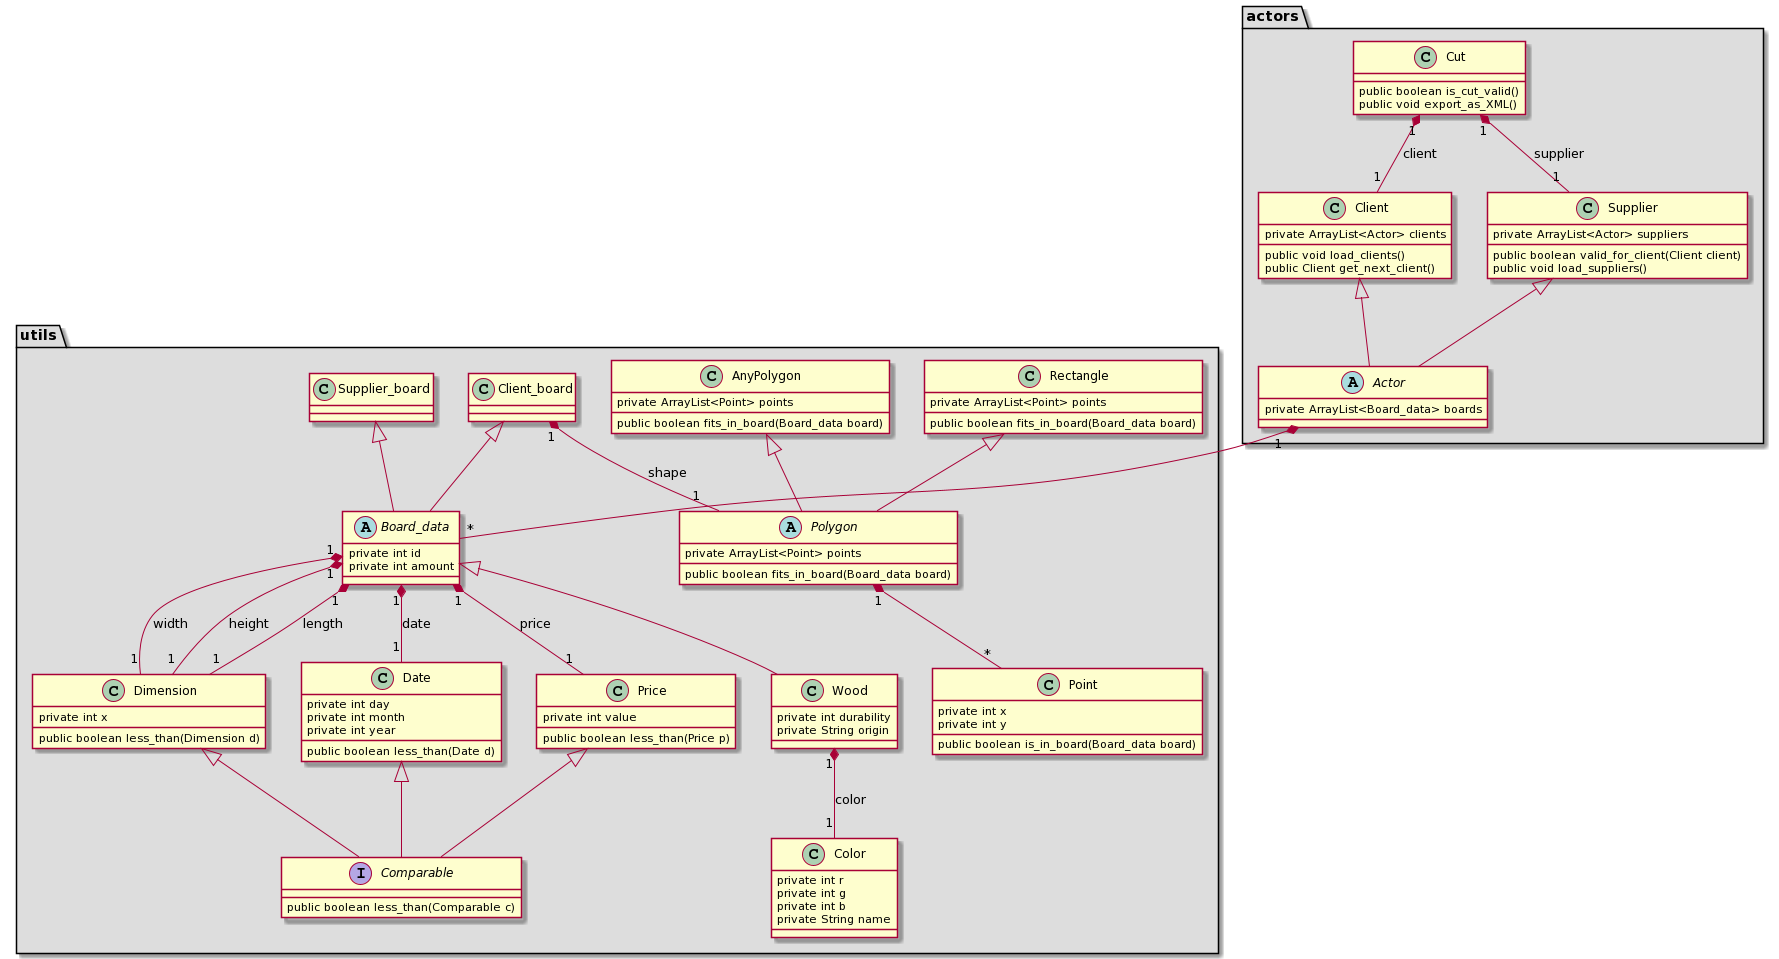 actors
C Cut
public boolean is_cut_valid()
public void export_as_XML()
1 1
client supplier
1 1
C Client
private ArrayList<Actor> clients
public void load_clients()
public Client get_next_client()
C Supplier
private ArrayList<Actor> suppliers
public boolean valid_for_client(Client client)
public void load_suppliers()
A Actor
private ArrayList<Board_data> boards
1
utils
C Supplier_board
C Client_board
1
shape
1
C AnyPolygon
private ArrayList<Point> points
public boolean fits_in_board(Board_data board)
C Rectangle
private ArrayList<Point> points
public boolean fits_in_board(Board_data board)
A Board_data
private int id
private int amount
*
A Polygon
private ArrayList<Point> points
public boolean fits_in_board(Board_data board)
1
1
1 1 1 1
width height length date price
1 1 1 1 1 *
C Dimension
private int x
public boolean less_than(Dimension d)
C Date
private int day
private int month
private int year
public boolean less_than(Date d)
C Price
private int value
public boolean less_than(Price p)
C Wood
private int durability
private String origin
1
color
1
C Point
private int x
private int y
public boolean is_in_board(Board_data board)
I Comparable
public boolean less_than(Comparable c)
C Color
private int r
private int g
private int b
private String name